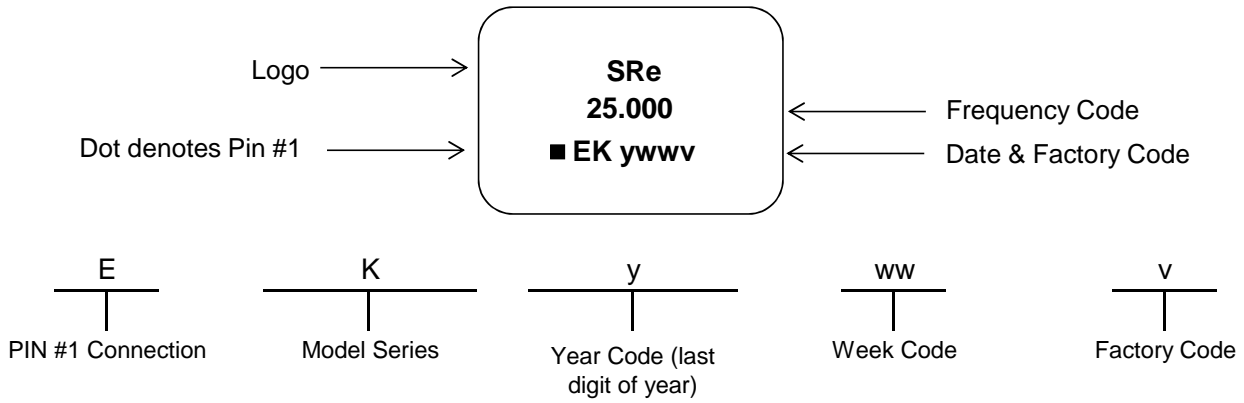 Logo
SRe
25.000
Frequency Code
Dot denotes Pin #1
■ EK ywwv
Date & Factory Code
E
K
y
ww
v
PIN #1 Connection
Model Series
Year Code (last
digit of year)
Week Code
Factory Code